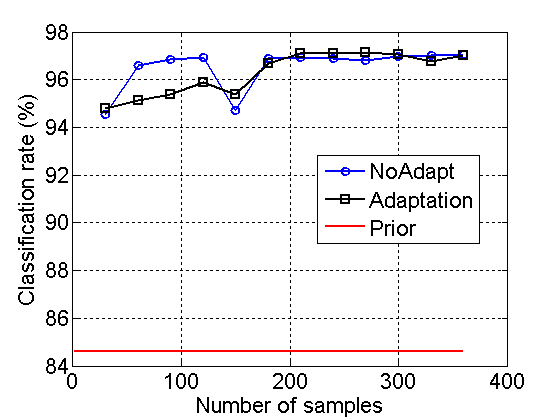 98
96
94
92
90
88
86
84
0
100
200
300
400
Classification rate (%)
Number of samples
NoAdapt
Adaptation
Prior